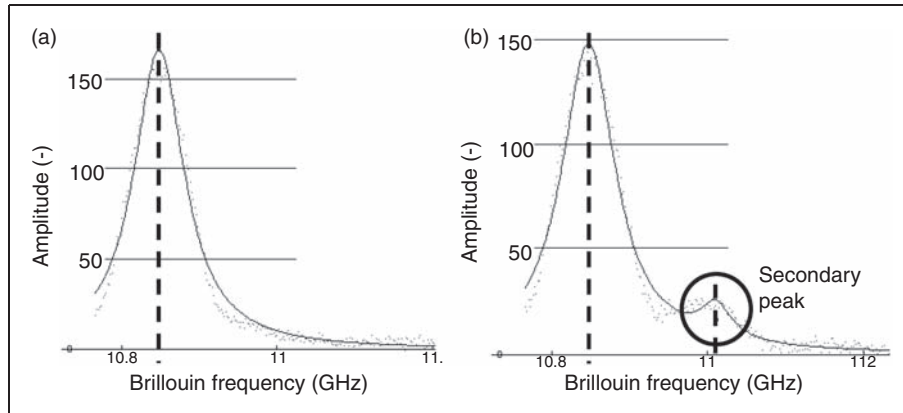 (a)
150
100
50
0
Amplitude (-)
10.8
11
11.
Brillouin frequency (GHz)
(b)
150
100
50
0
Amplitude (-)
Secondary
peak
10.8
11
112
Brillouin frequency (GHz)